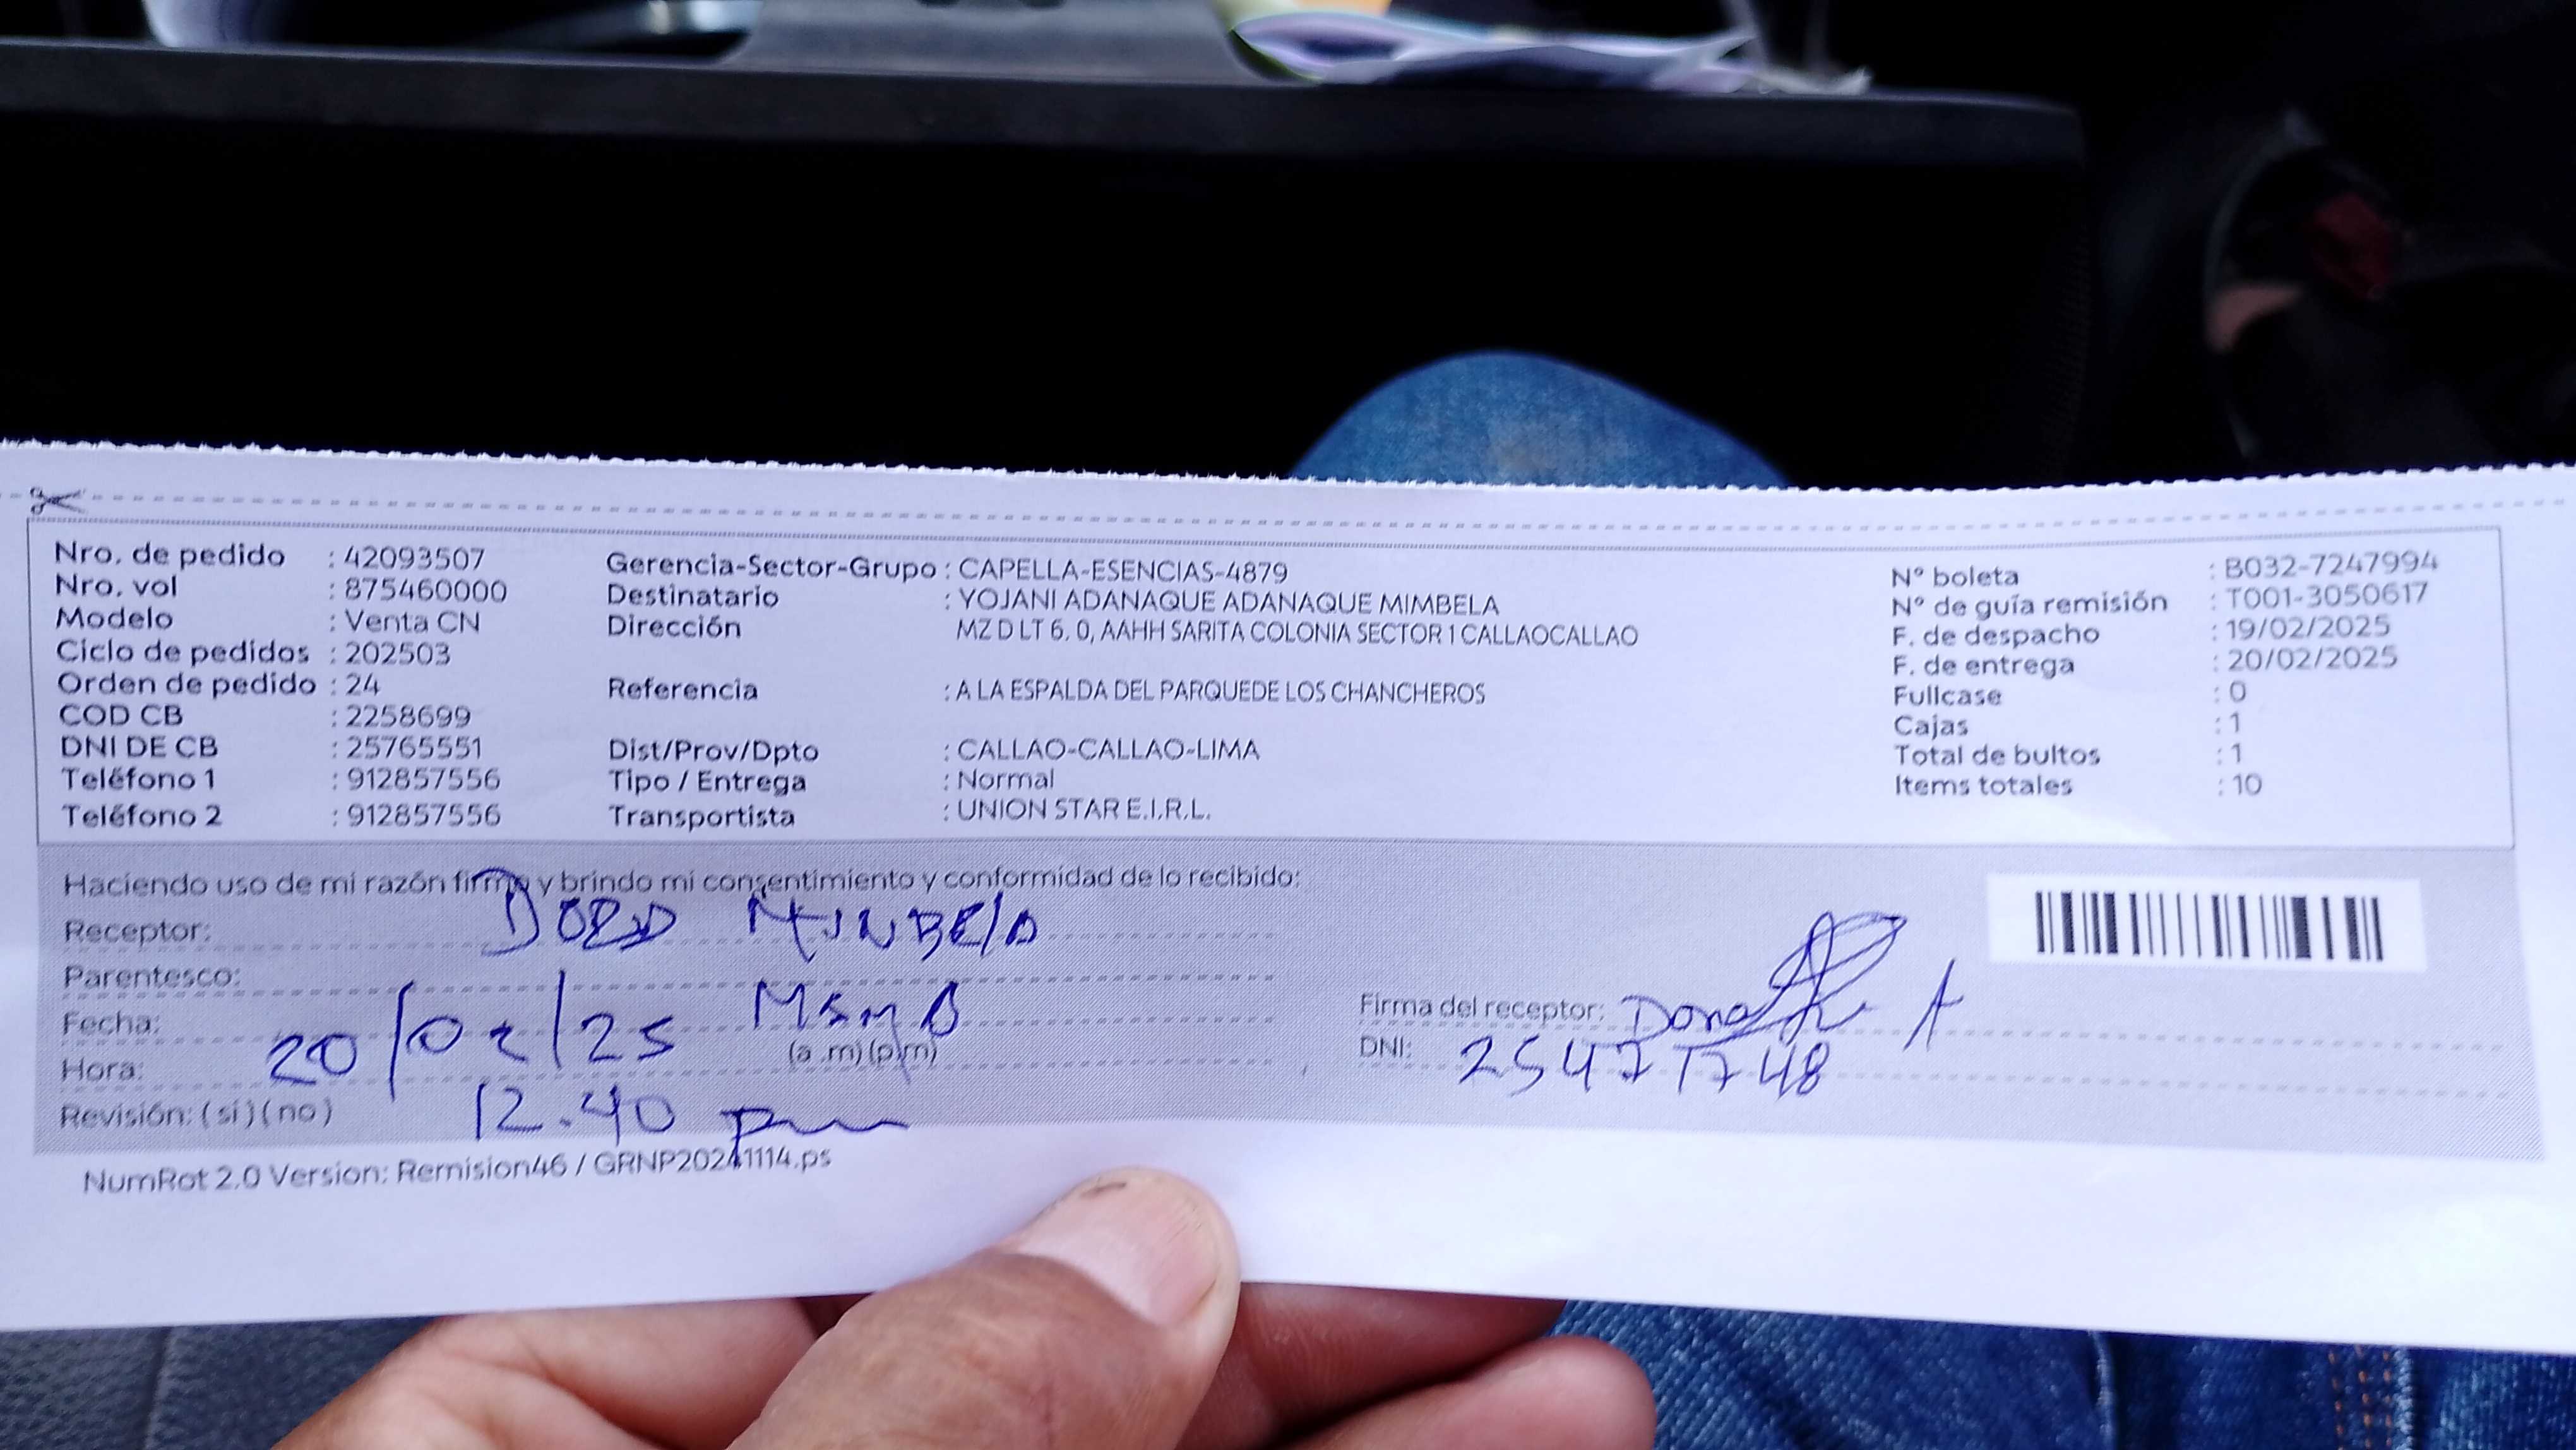 Nro. de pedido : 42093507
Nro. vol : 875460000
Modelo : Venta CN
Ciclo de pedidos : 202503
Orden de pedido : 24
COD CB : 2258699
DNI DE CB : 25765551
Teléfono 1 : 912857556
Teléfono 2 : 912857556
Gerencia-Sector-Grupo : CAPELLA-ESENCIAS-4879
Destinatario : YOJANI ADANAQUE ADANAQUE MIMBELA
Dirección MZ D LT 6. 0, AAHH SARITA COLONIA SECTOR 1 CALLAOCALLAO
Referencia : A LA ESPALDA DEL PARQUEDE LOS CHANCHEROS
Dist/Prov/Dpto : CALLAO-CALLAO-LIMA
Tipo / Entrega : Normal
Transportista : UNION STAR E.I.R.L.
N° boleta : B032-7247994
N° de guía remisión : T001-3050617
F. de despacho : 19/02/2025
F. de entrega : 20/02/2025
Fullcase : 0
Cajas : 1
Total de bultos : 1
Items totales : 10
Haciendo uso de mi razón firmo y brindo mi consentimiento y conformidad de lo recibido:
Receptor:
Parentesco:
Fecha: 20/02/25
Hora: (a .m) (p.m) 12.40 pm
Revisión: ( si ) ( no )
Firma del receptor:
DNI: 25471748
NumRot 2.0 Version: Remision46 / GRNP20241114.ps